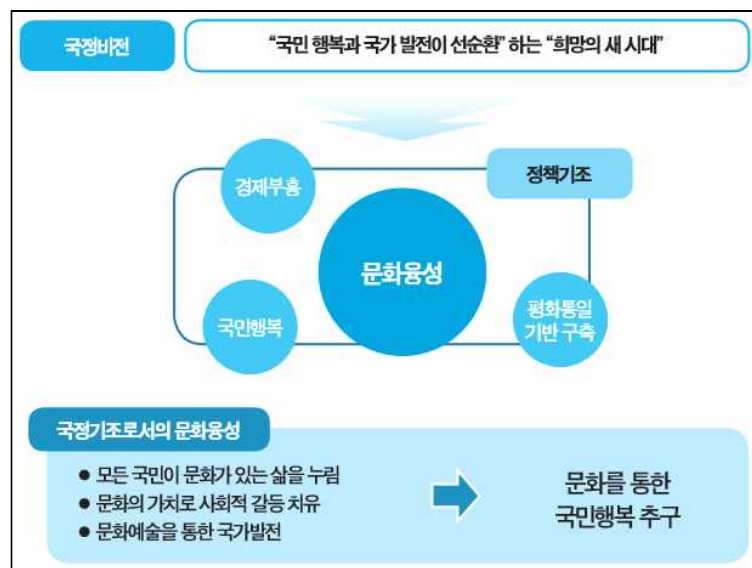 국정비전
“국민 행복과 국가 발전이 선순환” 하는 “희망의 새 시대”
경제부흥
정책기조
문화융성
국민행복
평화통일
기반 구축
국정기조로서의 문화융성
● 모든 국민이 문화가 있는 삶을 누림
● 문화의 가치로 사회적 갈등 치유
● 문화예술을 통한 국가발전
문화를 통한
국민행복 추구